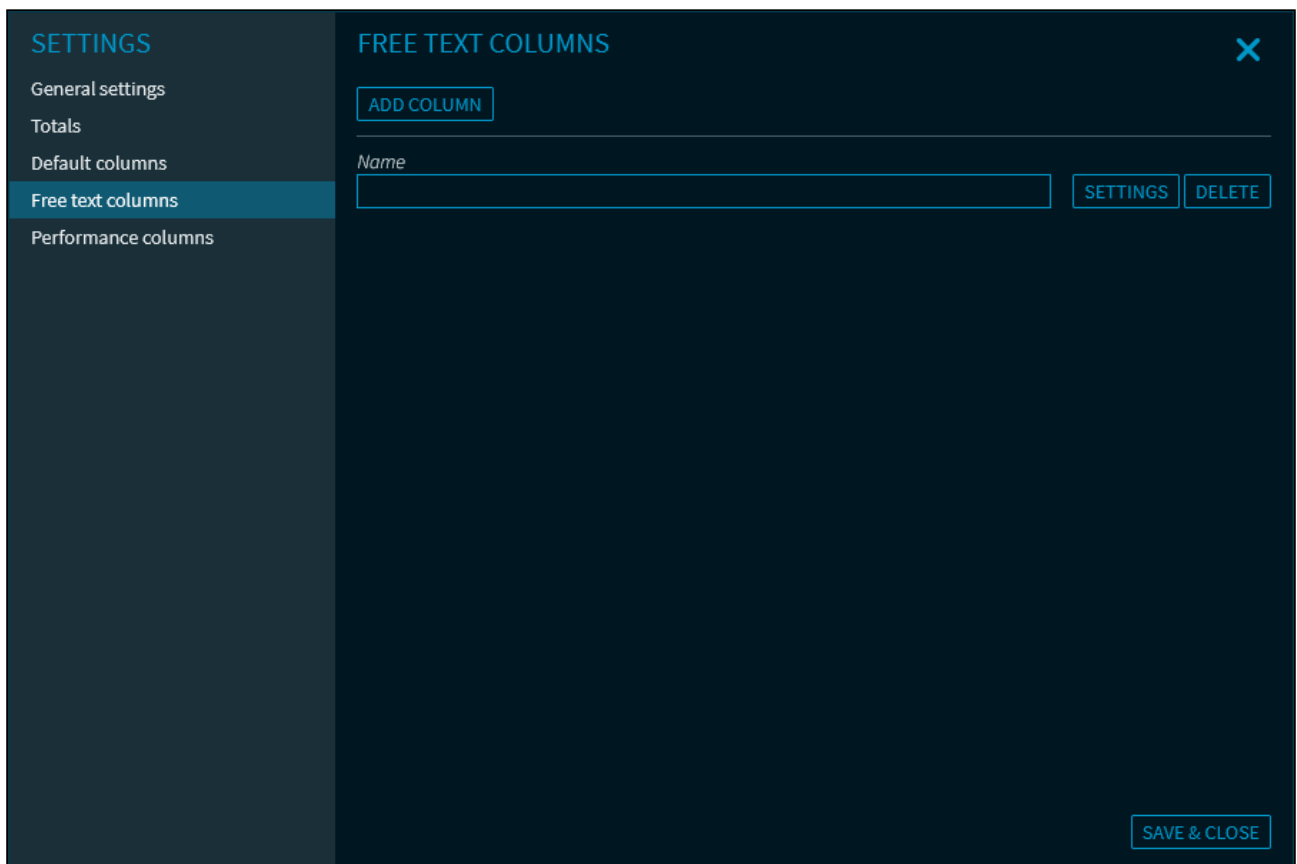 SETTINGS
General settings
Totals
Default columns
Free text columns
Performance columns
FREE TEXT COLUMNS
ADD COLUMN
Name
SETTINGS DELETE
SAVE & CLOSE